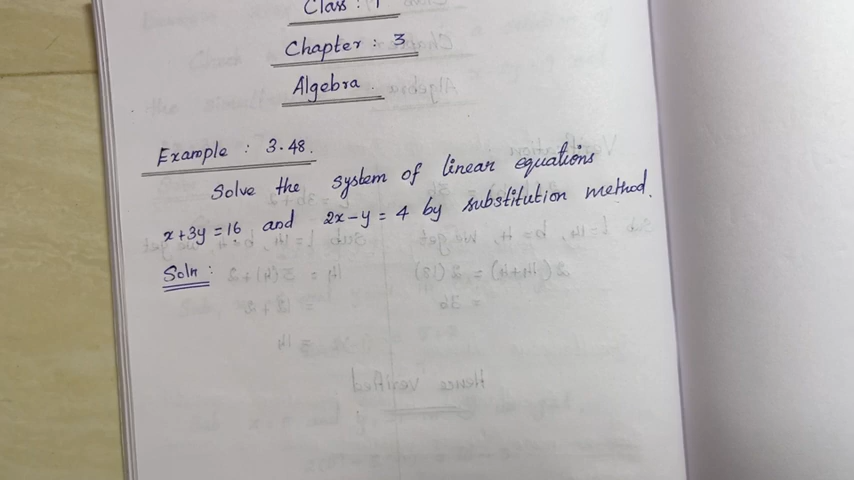 Class :
Chapter : 3
Algebra.
Example : 3.48.
Solve the system of linear equations
x+3y=16 and 2x-y=4 by substitution method.
Soln :